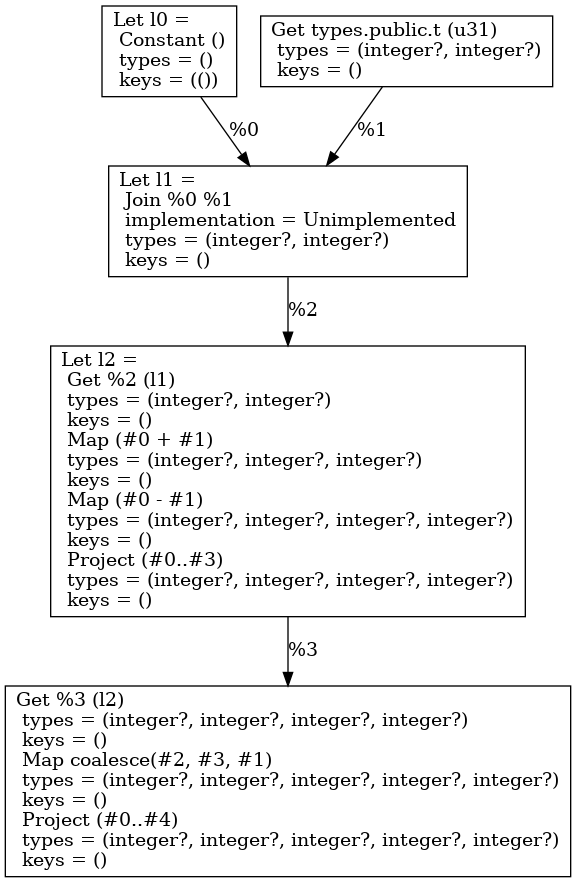 Let l0 =
Constant ()
types = ()
keys = (())
Get types.public.t (u31)
types = (integer?, integer?)
keys = ()
%0
%1
Let l1 =
Join %0 %1
implementation = Unimplemented
types = (integer?, integer?)
keys = ()
%2
Let l2 =
Get %2 (l1)
types = (integer?, integer?)
keys = ()
Map (#0 + #1)
types = (integer?, integer?, integer?)
keys = ()
Map (#0 - #1)
types = (integer?, integer?, integer?, integer?)
keys = ()
Project (#0..#3)
types = (integer?, integer?, integer?, integer?)
keys = ()
%3
Get %3 (l2)
types = (integer?, integer?, integer?, integer?)
keys = ()
Map coalesce(#2, #3, #1)
types = (integer?, integer?, integer?, integer?, integer?)
keys = ()
Project (#0..#4)
types = (integer?, integer?, integer?, integer?, integer?)
keys = ()